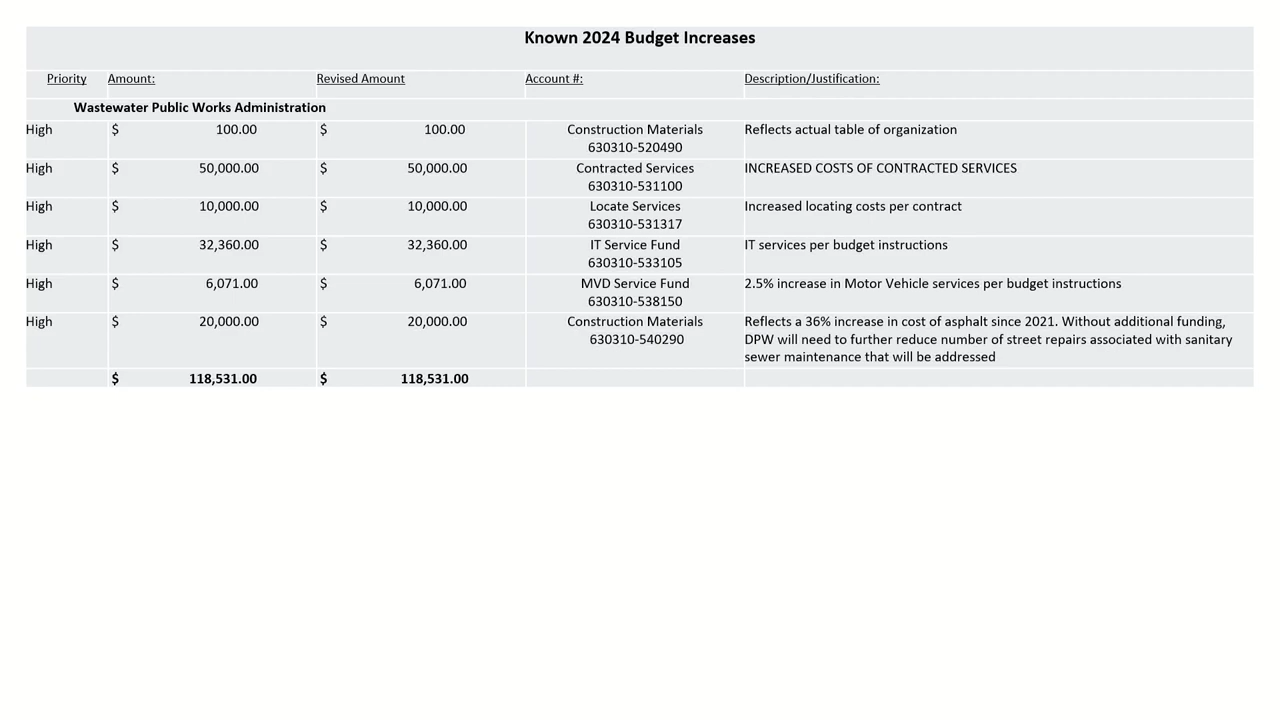 Known 2024 Budget Increases
Priority Amount: Revised Amount Account #: Description/Justification:
Wastewater Public Works Administration
High $ 100.00 $ 100.00 Construction Materials Reflects actual table of organization
630310-520490
High $ 50,000.00 $ 50,000.00 Contracted Services INCREASED COSTS OF CONTRACTED SERVICES
630310-531100
High $ 10,000.00 $ 10,000.00 Locate Services Increased locating costs per contract
630310-531317
High $ 32,360.00 $ 32,360.00 IT Service Fund IT services per budget instructions
630310-533105
High $ 6,071.00 $ 6,071.00 MVD Service Fund 2.5% increase in Motor Vehicle services per budget instructions
630310-538150
High $ 20,000.00 $ 20,000.00 Construction Materials Reflects a 36% increase in cost of asphalt since 2021. Without additional funding,
630310-540290 DPW will need to further reduce number of street repairs associated with sanitary
sewer maintenance that will be addressed
$ 118,531.00 $ 118,531.00